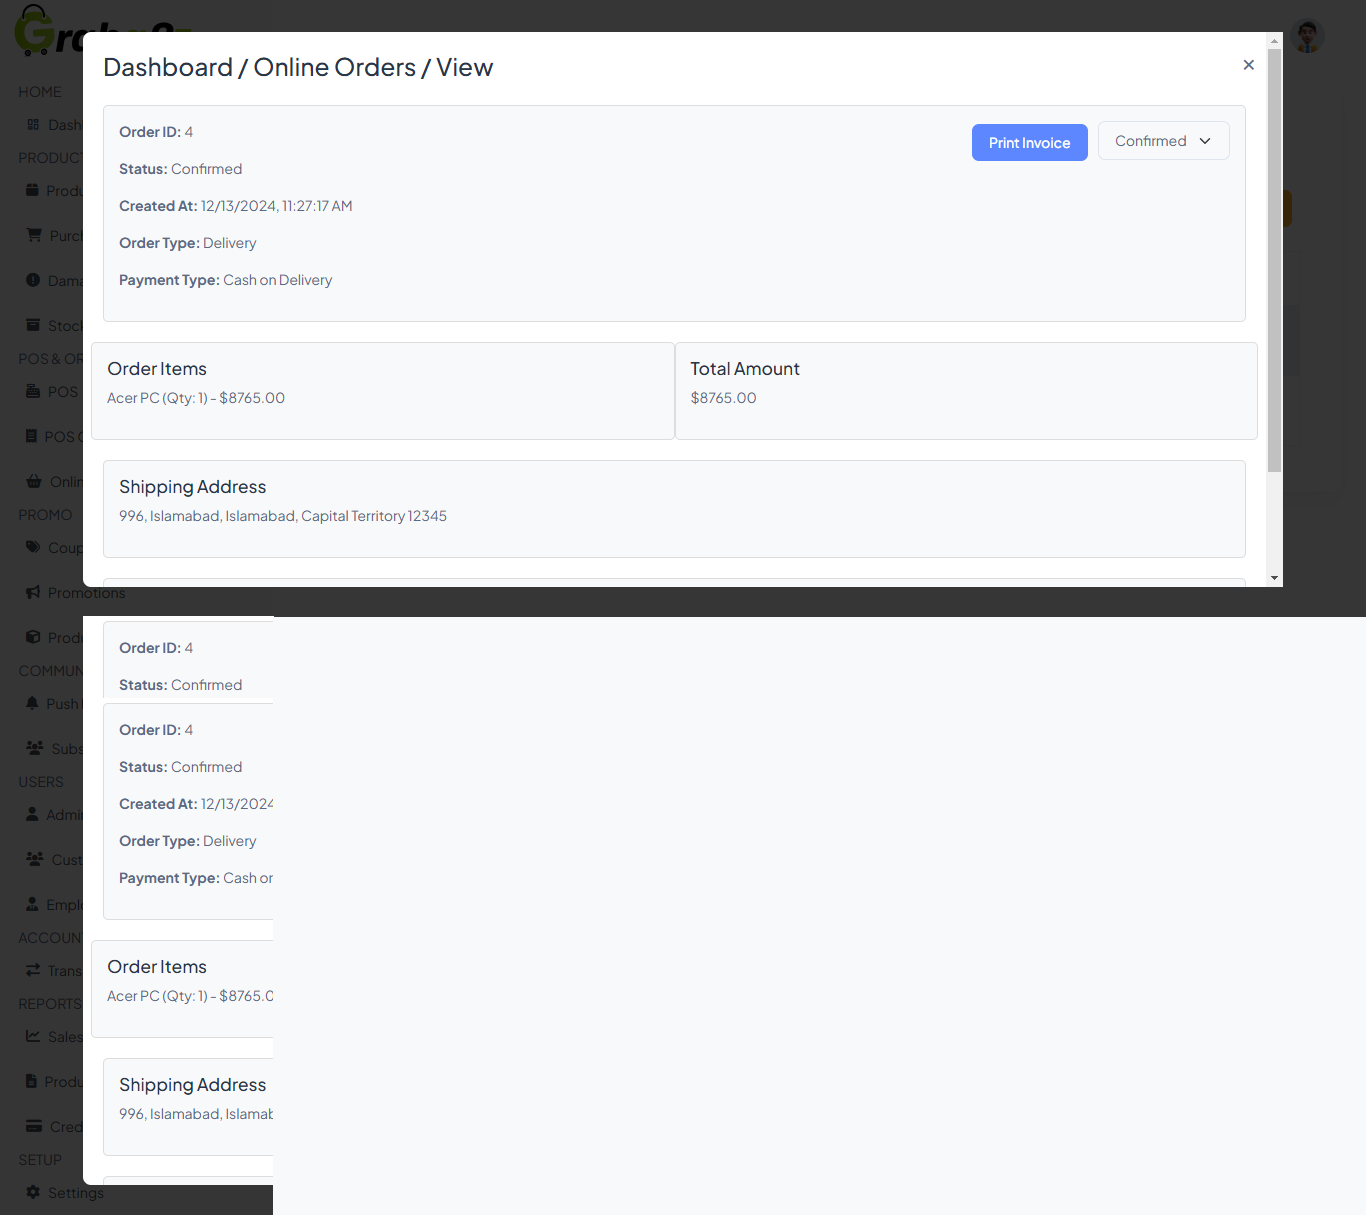 HOME
Dash
PRODUC
Produ
Purch
Dama
Stock
POS & OR
POS
POS O
Onlin
PROMO
Coup
Promotions
Produ
COMMUN
Push
Subs
USERS
Admi
Cust
Emplo
ACCOUN
Trans
REPORTS
Sales
Produ
Cred
SETUP
Settings
Dashboard / Online Orders / View
×
Order ID: 4
Print Invoice
Confirmed
Status: Confirmed
Created At: 12/13/2024, 11:27:17 AM
Order Type: Delivery
Payment Type: Cash on Delivery
Order Items
Acer PC (Qty: 1) - $8765.00
Total Amount
$8765.00
Shipping Address
996, Islamabad, Islamabad, Capital Territory 12345
Order ID: 4
Status: Confirmed
Order ID: 4
Status: Confirmed
Created At: 12/13/2024
Order Type: Delivery
Payment Type: Cash or
Order Items
Acer PC (Qty: 1) - $8765.0
Shipping Address
996, Islamabad, Islamab